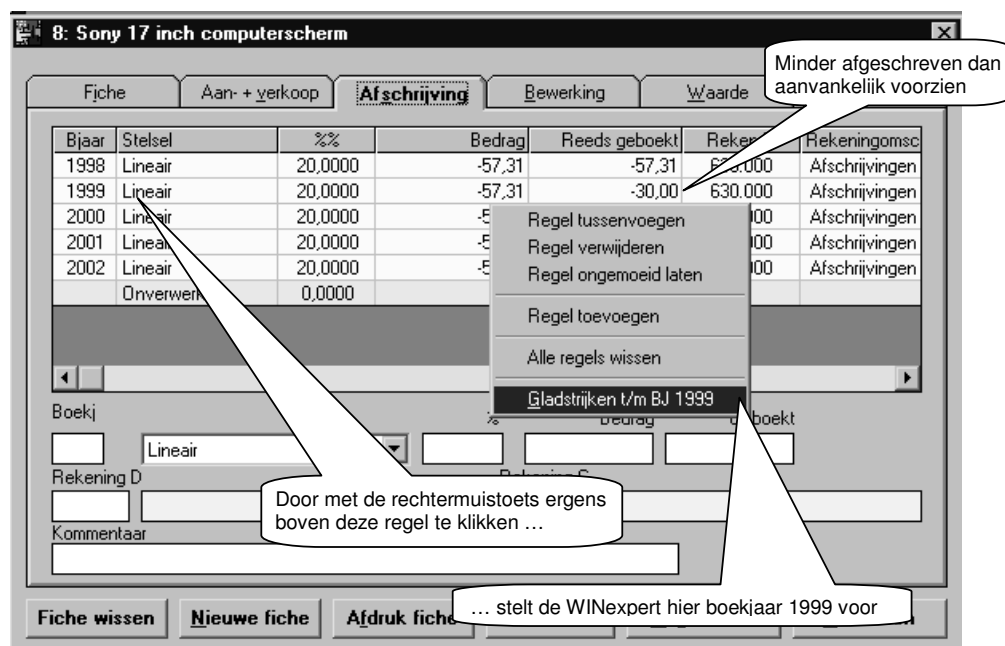 8: Sony 17 inch computerscherm
Minder afgeschreven dan
aanvankelijk voorzien
Fiche Aan- + verkoop Afschrijving Bewerking Waarde
Bjaar Stelsel %% Bedrag Reeds geboekt Rekeningomsc
1998 Lineair 20,0000 -57,31 -57,31 630.000 Afschrijvingen
1999 Lineair 20,0000 -57,31 -30,00 630.000 Afschrijvingen
2000 Lineair 20,0000 Afschrijvingen
2001 Lineair 20,0000 Afschrijvingen
2002 Lineair 20,0000 Afschrijvingen
0,0000
Regel tussenvoegen
Regel verwijderen
Regel ongemoeid laten
Regel toevoegen
Alle regels wissen
Gladstrijken t/m BJ 1999
Boekj % Bedrag
Lineair
Rekening D
Door met de rechtermuistoets ergens
boven deze regel te klikken …
Kommentaar
… stelt de WINexpert hier boekjaar 1999 voor
Fiche wissen Nieuwe fiche Afdruk fiche